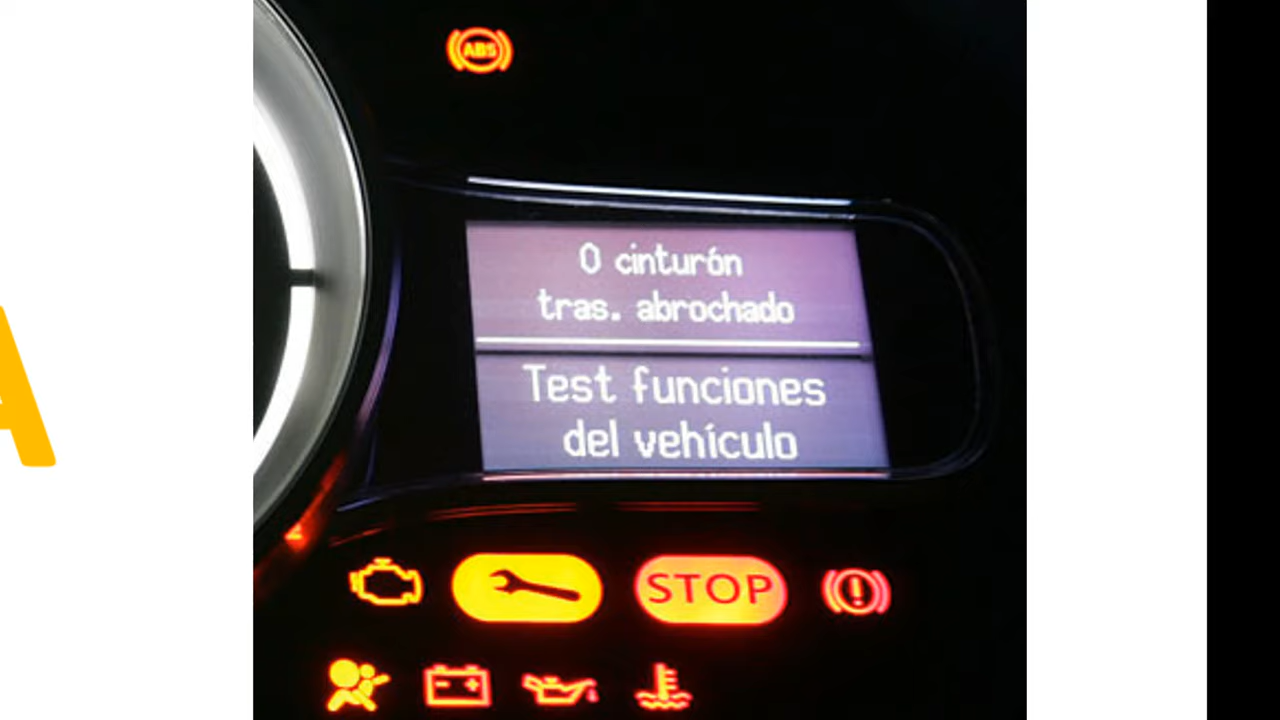 A
ABS
0 cinturón
tras. abrochado
Test funciones
del vehículo
STOP